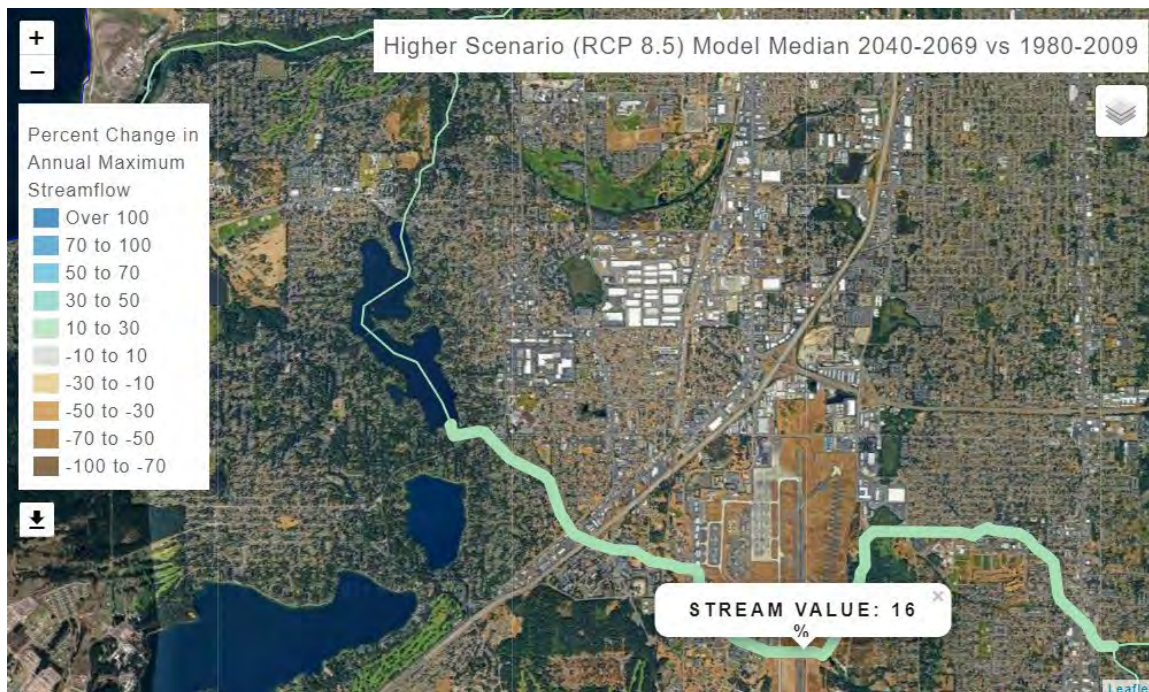 +
−
Higher Scenario (RCP 8.5) Model Median 2040-2069 vs 1980-2009
Percent Change in
Annual Maximum
Streamflow
Over 100
70 to 100
50 to 70
30 to 50
10 to 30
-10 to 10
-30 to -10
-50 to -30
-70 to -50
-100 to -70
STREAM VALUE: 16
%
×
Leafle